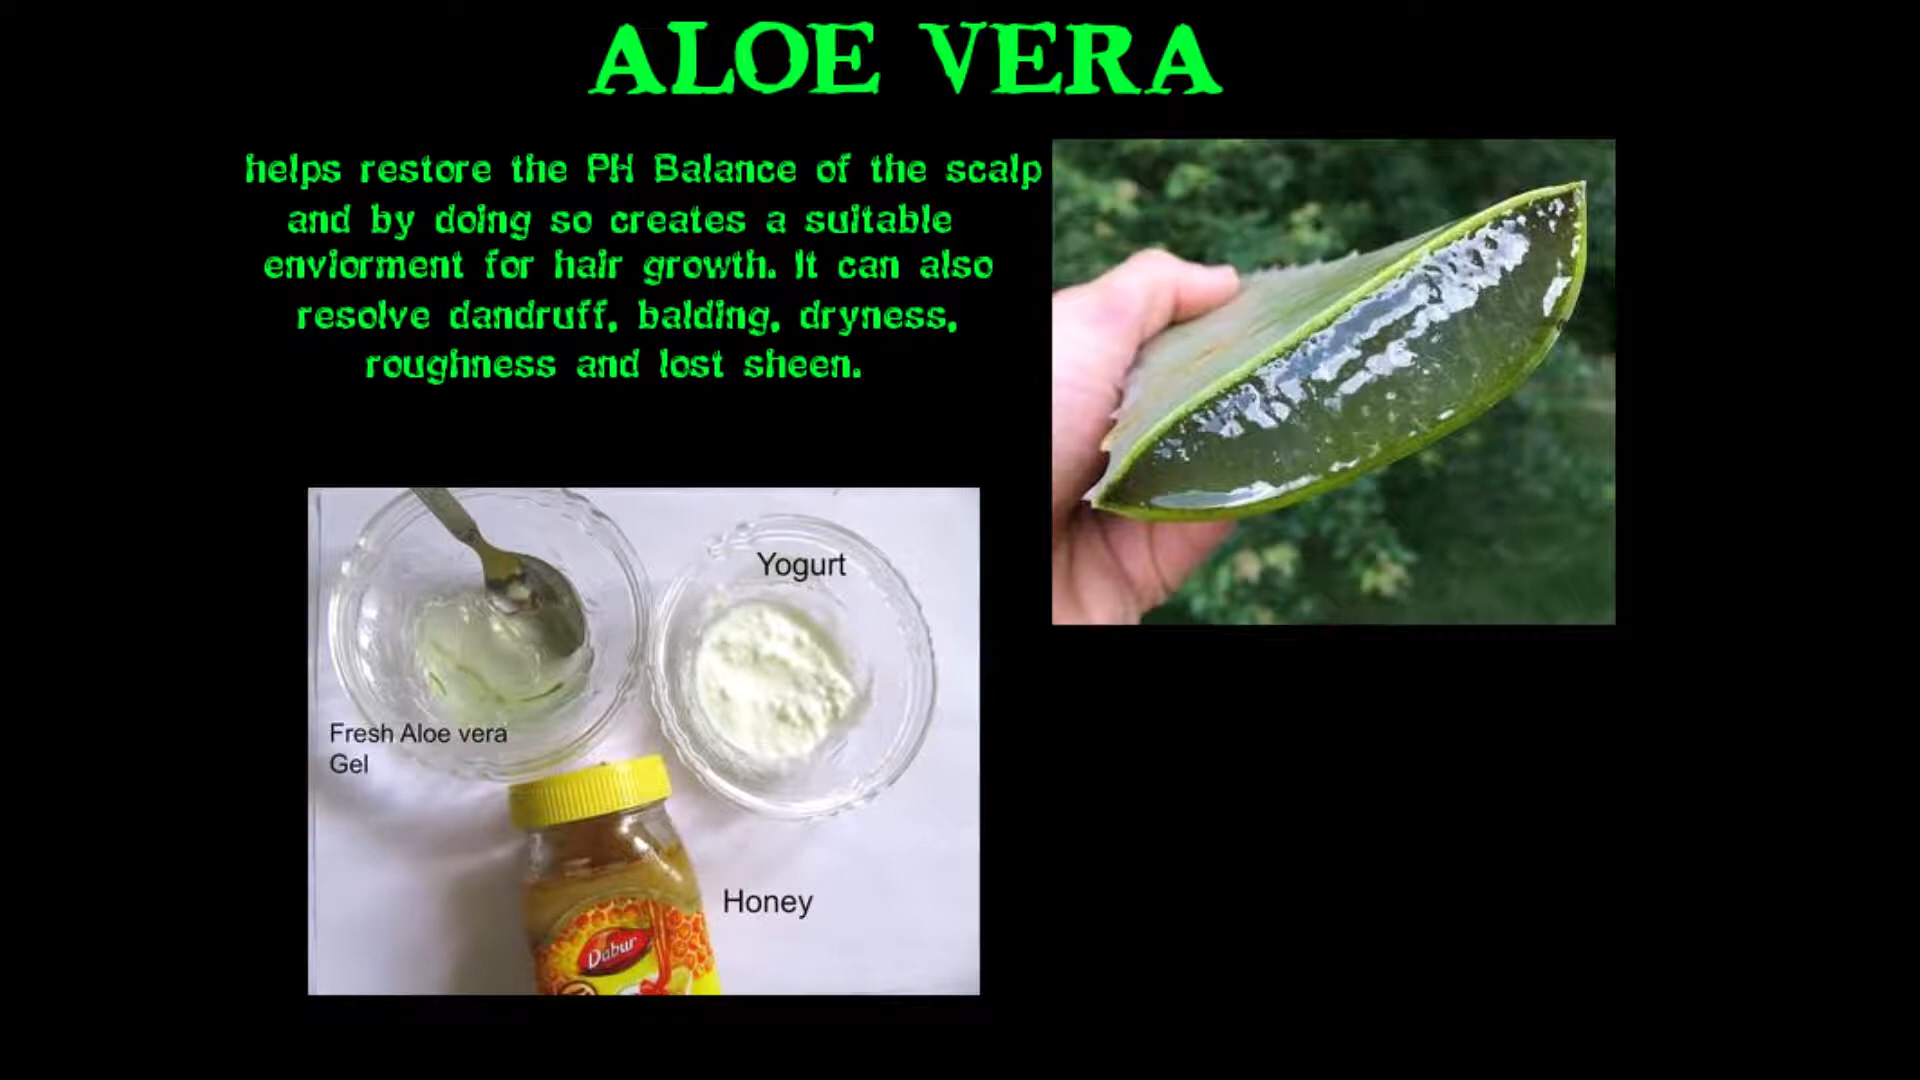 ALOE VERA
helps restore the PH Balance of the scalp
and by doing so creates a suitable
enviorment for hair growth. It can also
resolve dandruff, balding, dryness,
roughness and lost sheen.
Yogurt
Fresh Aloe vera
Gel
Honey
Dabur